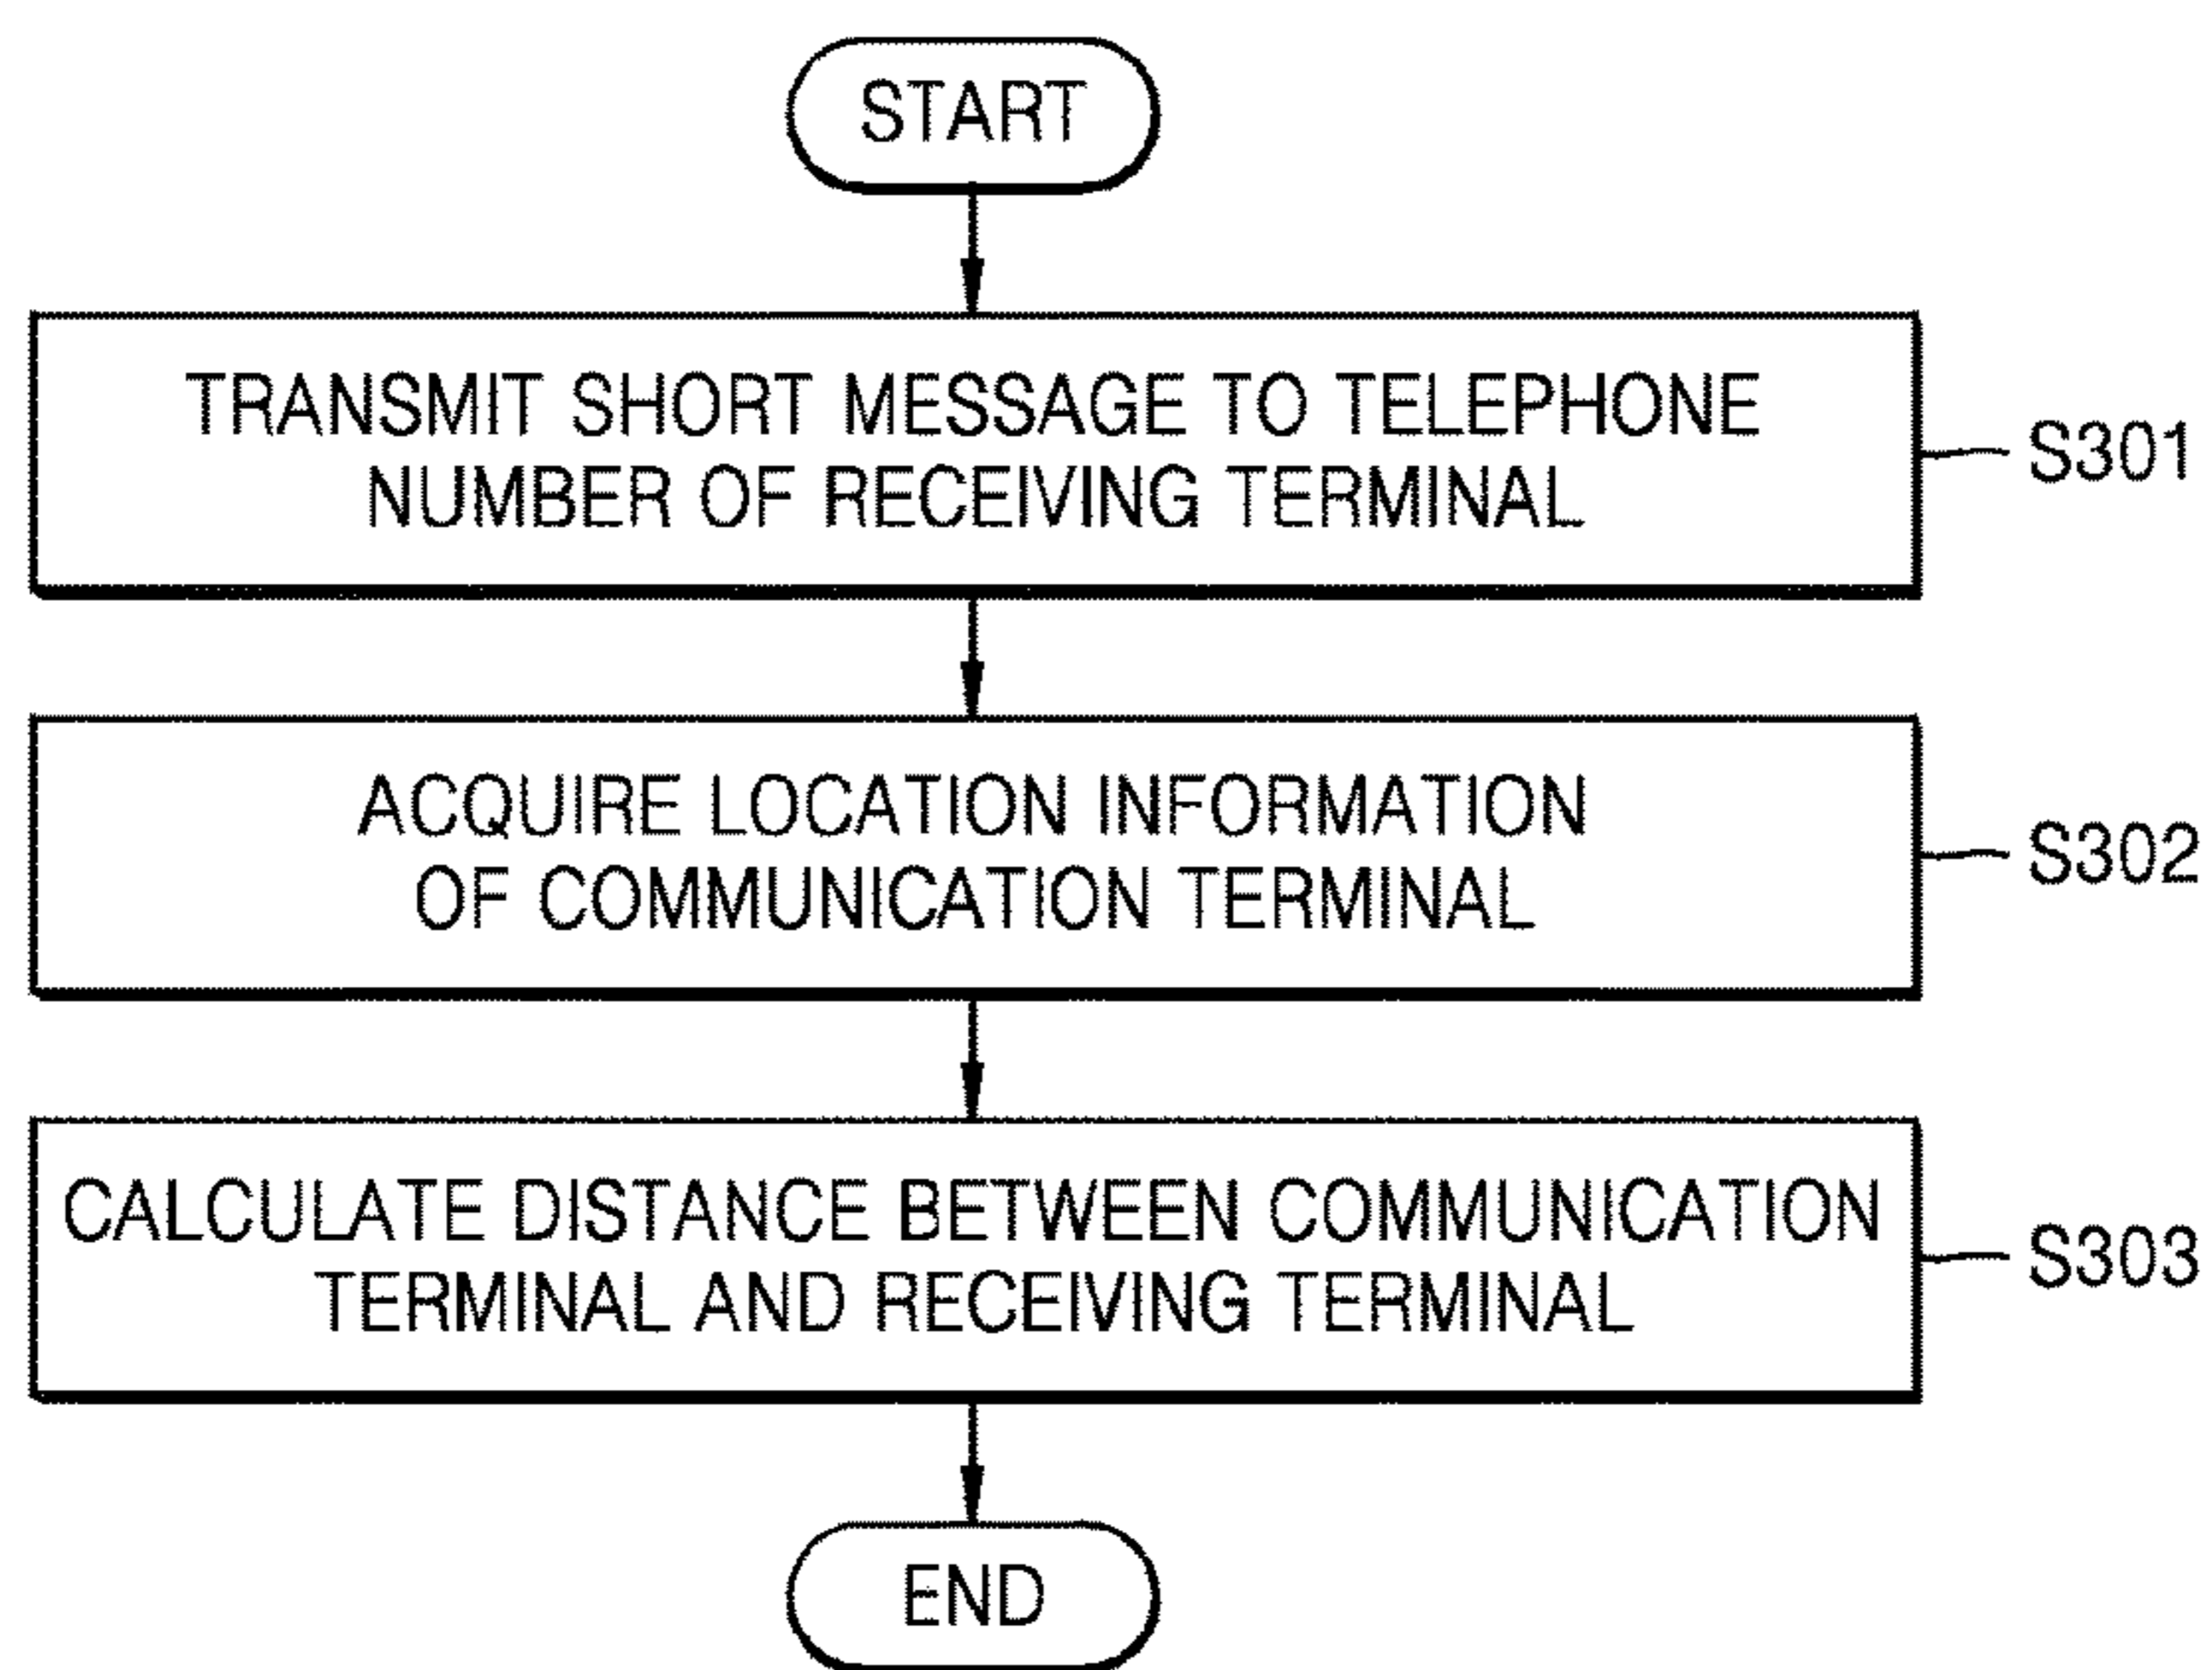 START
TRANSMIT SHORT MESSAGE TO TELEPHONE
NUMBER OF RECEIVING TERMINAL
S301
ACQUIRE LOCATION INFORMATION
OF COMMUNICATION TERMINAL
S302
CALCULATE DISTANCE BETWEEN COMMUNICATION
TERMINAL AND RECEIVING TERMINAL
S303
END